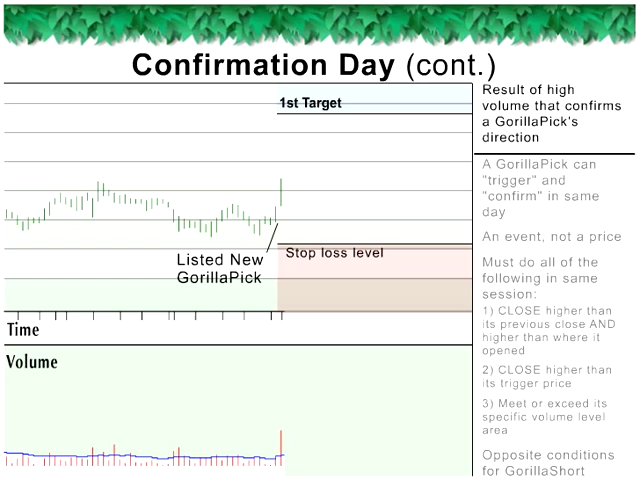 Confirmation Day (cont.)
1st Target
Listed New
GorillaPick
Stop loss level
Time
Volume
Result of high
volume that confirms
a GorillaPick's
direction
A GorillaPick can
"trigger" and
"confirm" in same
day
An event, not a price
Must do all of the
following in same
session:
1) CLOSE higher than
its previous close AND
higher than where it
opened
2) CLOSE higher than
its trigger price
3) Meet or exceed its
specific volume level
area
Opposite conditions
for GorillaShort